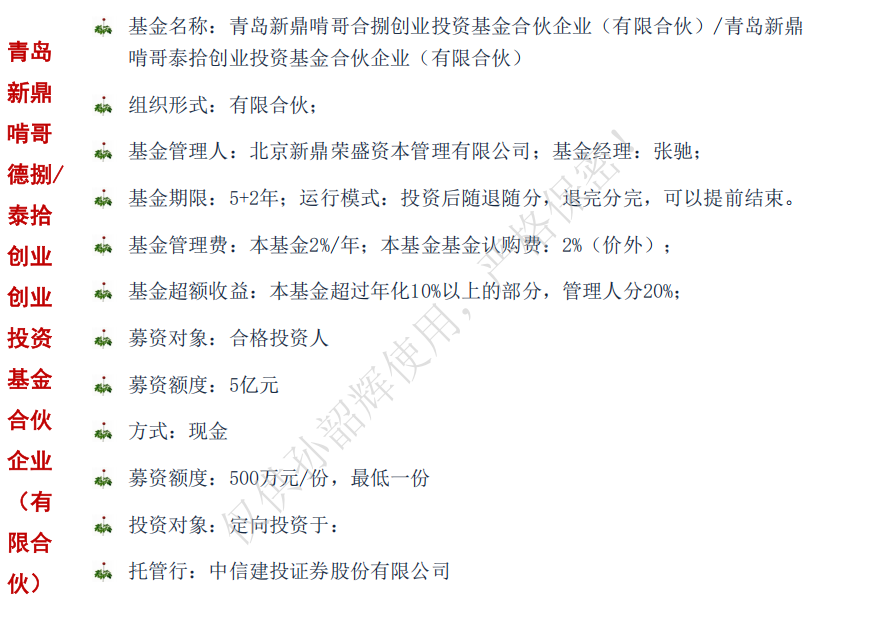 青岛
新鼎
啃哥
德捌/
泰拾
创业
创业
投资
基金
合伙
企业
（有
限合
伙）
基金名称：青岛新鼎啃哥合捌创业投资基金合伙企业（有限合伙）/青岛新鼎
啃哥泰拾创业投资基金合伙企业（有限合伙）
组织形式：有限合伙；
基金管理人：北京新鼎荣盛资本管理有限公司；基金经理：张驰；
基金期限：5+2年；运行模式：投资后随退随分，退完分完，可以提前结束。
基金管理费：本基金2%/年；本基金基金认购费：2%（价外）；
基金超额收益：本基金超过年化10%以上的部分，管理人分20%；
募资对象：合格投资人
募资额度：5亿元
方式：现金
募资额度：500万元/份，最低一份
投资对象：定向投资于：
托管行：中信建投证券股份有限公司
仅供孙韶辉使用，严格保密！